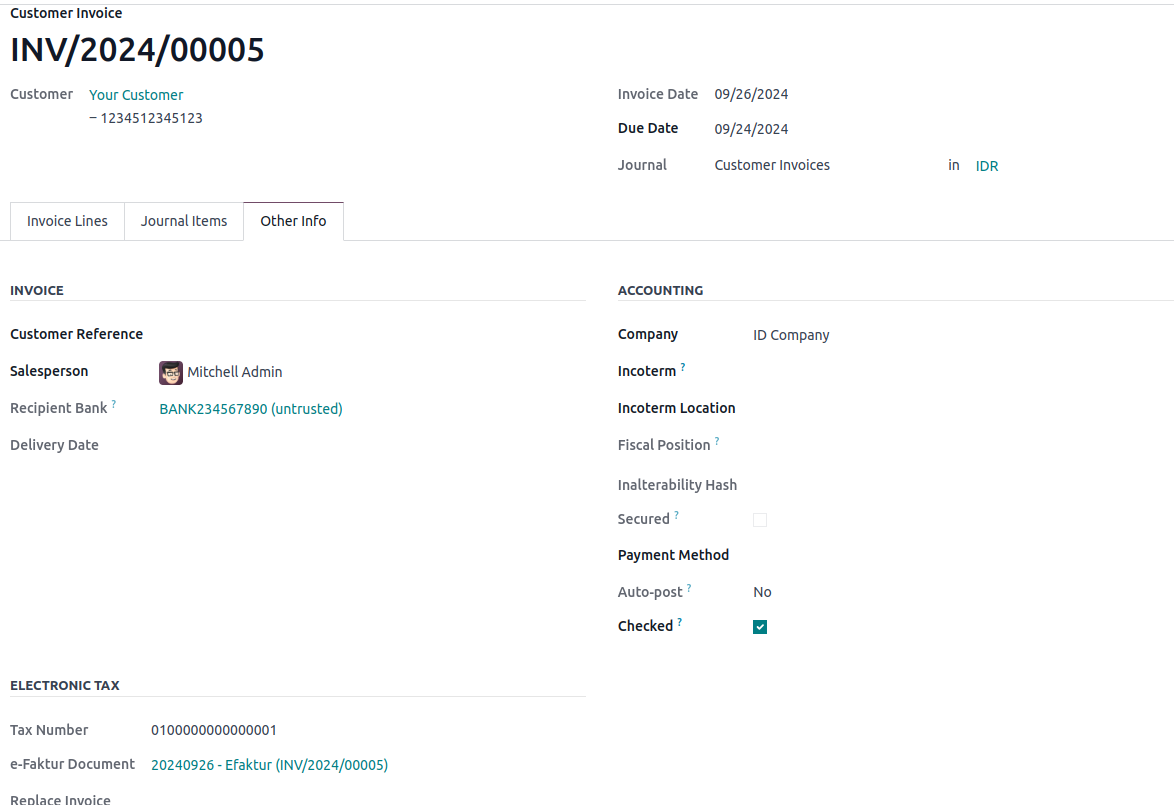 Customer Invoice
INV/2024/00005
Customer Your Customer
– 1234512345123
Invoice Date 09/26/2024
Due Date 09/24/2024
Journal Customer Invoices in IDR
Invoice Lines Journal Items Other Info
INVOICE
Customer Reference
Salesperson Mitchell Admin
Recipient Bank ? BANK234567890 (untrusted)
Delivery Date
ACCOUNTING
Company ID Company
Incoterm ?
Incoterm Location
Fiscal Position ?
Inalterability Hash
Secured ?
Payment Method
Auto-post ? No
Checked ?
ELECTRONIC TAX
Tax Number 0100000000000001
e-Faktur Document 20240926 - Efaktur (INV/2024/00005)
Replace Invoice